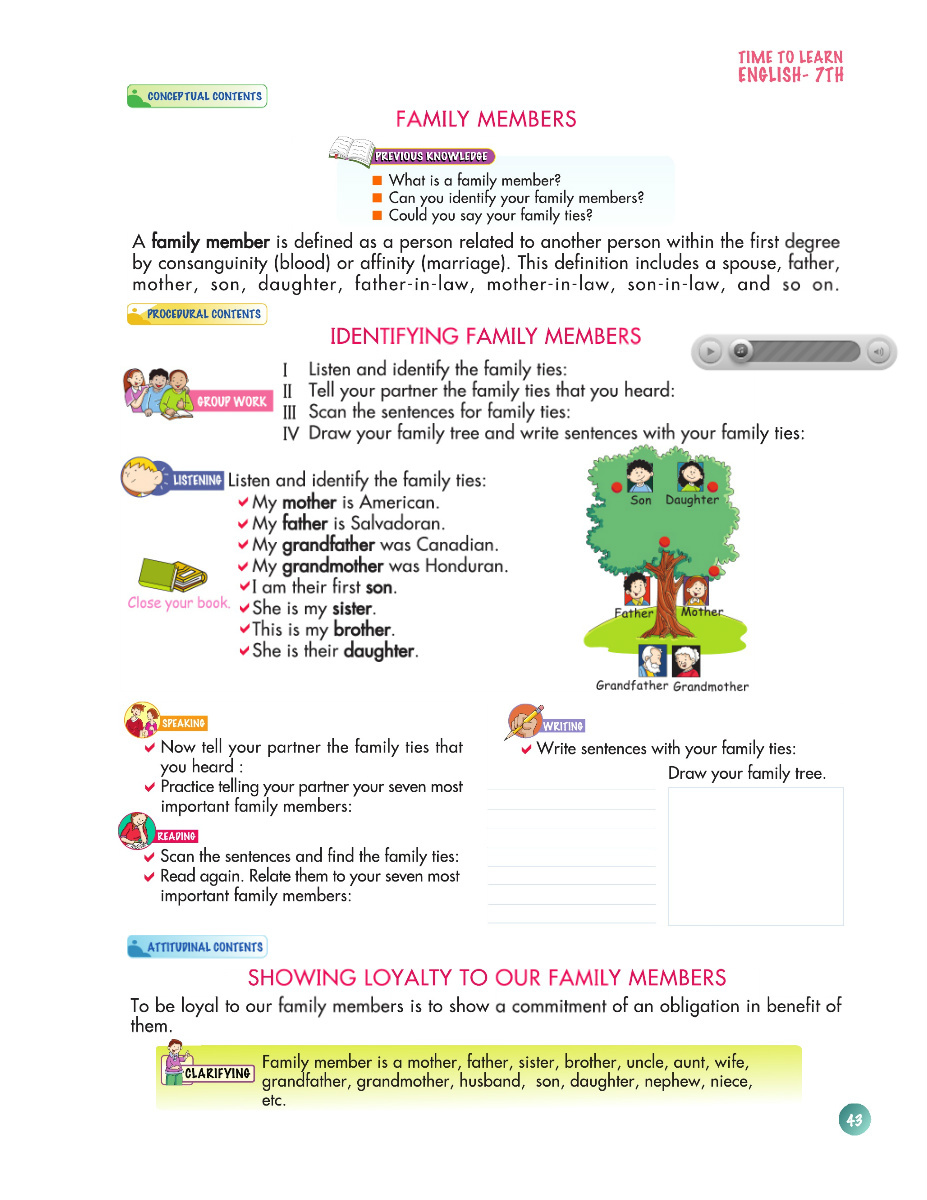 TIME TO LEARN
ENGLISH- 7TH
CONCEPTUAL CONTENTS
FAMILY MEMBERS
PREVIOUS KNOWLEDGE
What is a family member?
Can you identify your family members?
Could you say your family ties?
A family member is defined as a person related to another person within the first degree
by consanguinity (blood) or affinity (marriage). This definition includes a spouse, father,
mother, son, daughter, father-in-law, mother-in-law, son-in-law, and so on.
PROCEDURAL CONTENTS
IDENTIFYING FAMILY MEMBERS
GROUP WORK
I Listen and identify the family ties:
II Tell your partner the family ties that you heard:
III Scan the sentences for family ties:
IV Draw your family tree and write sentences with your family ties:
LISTENING
Listen and identify the family ties:
My mother is American.
My father is Salvadoran.
My grandfather was Canadian.
My grandmother was Honduran.
I am their first son.
She is my sister.
This is my brother.
She is their daughter.
Close your book.
Son Daughter
Father Mother
Grandfather Grandmother
SPEAKING
Now tell your partner the family ties that
you heard :
Practice telling your partner your seven most
important family members:
READING
Scan the sentences and find the family ties:
Read again. Relate them to your seven most
important family members:
WRITING
Write sentences with your family ties:
Draw your family tree.
ATTITUDINAL CONTENTS
SHOWING LOYALTY TO OUR FAMILY MEMBERS
To be loyal to our family members is to show a commitment of an obligation in benefit of
them.
CLARIFYING
Family member is a mother, father, sister, brother, uncle, aunt, wife,
grandfather, grandmother, husband, son, daughter, nephew, niece,
etc.
43